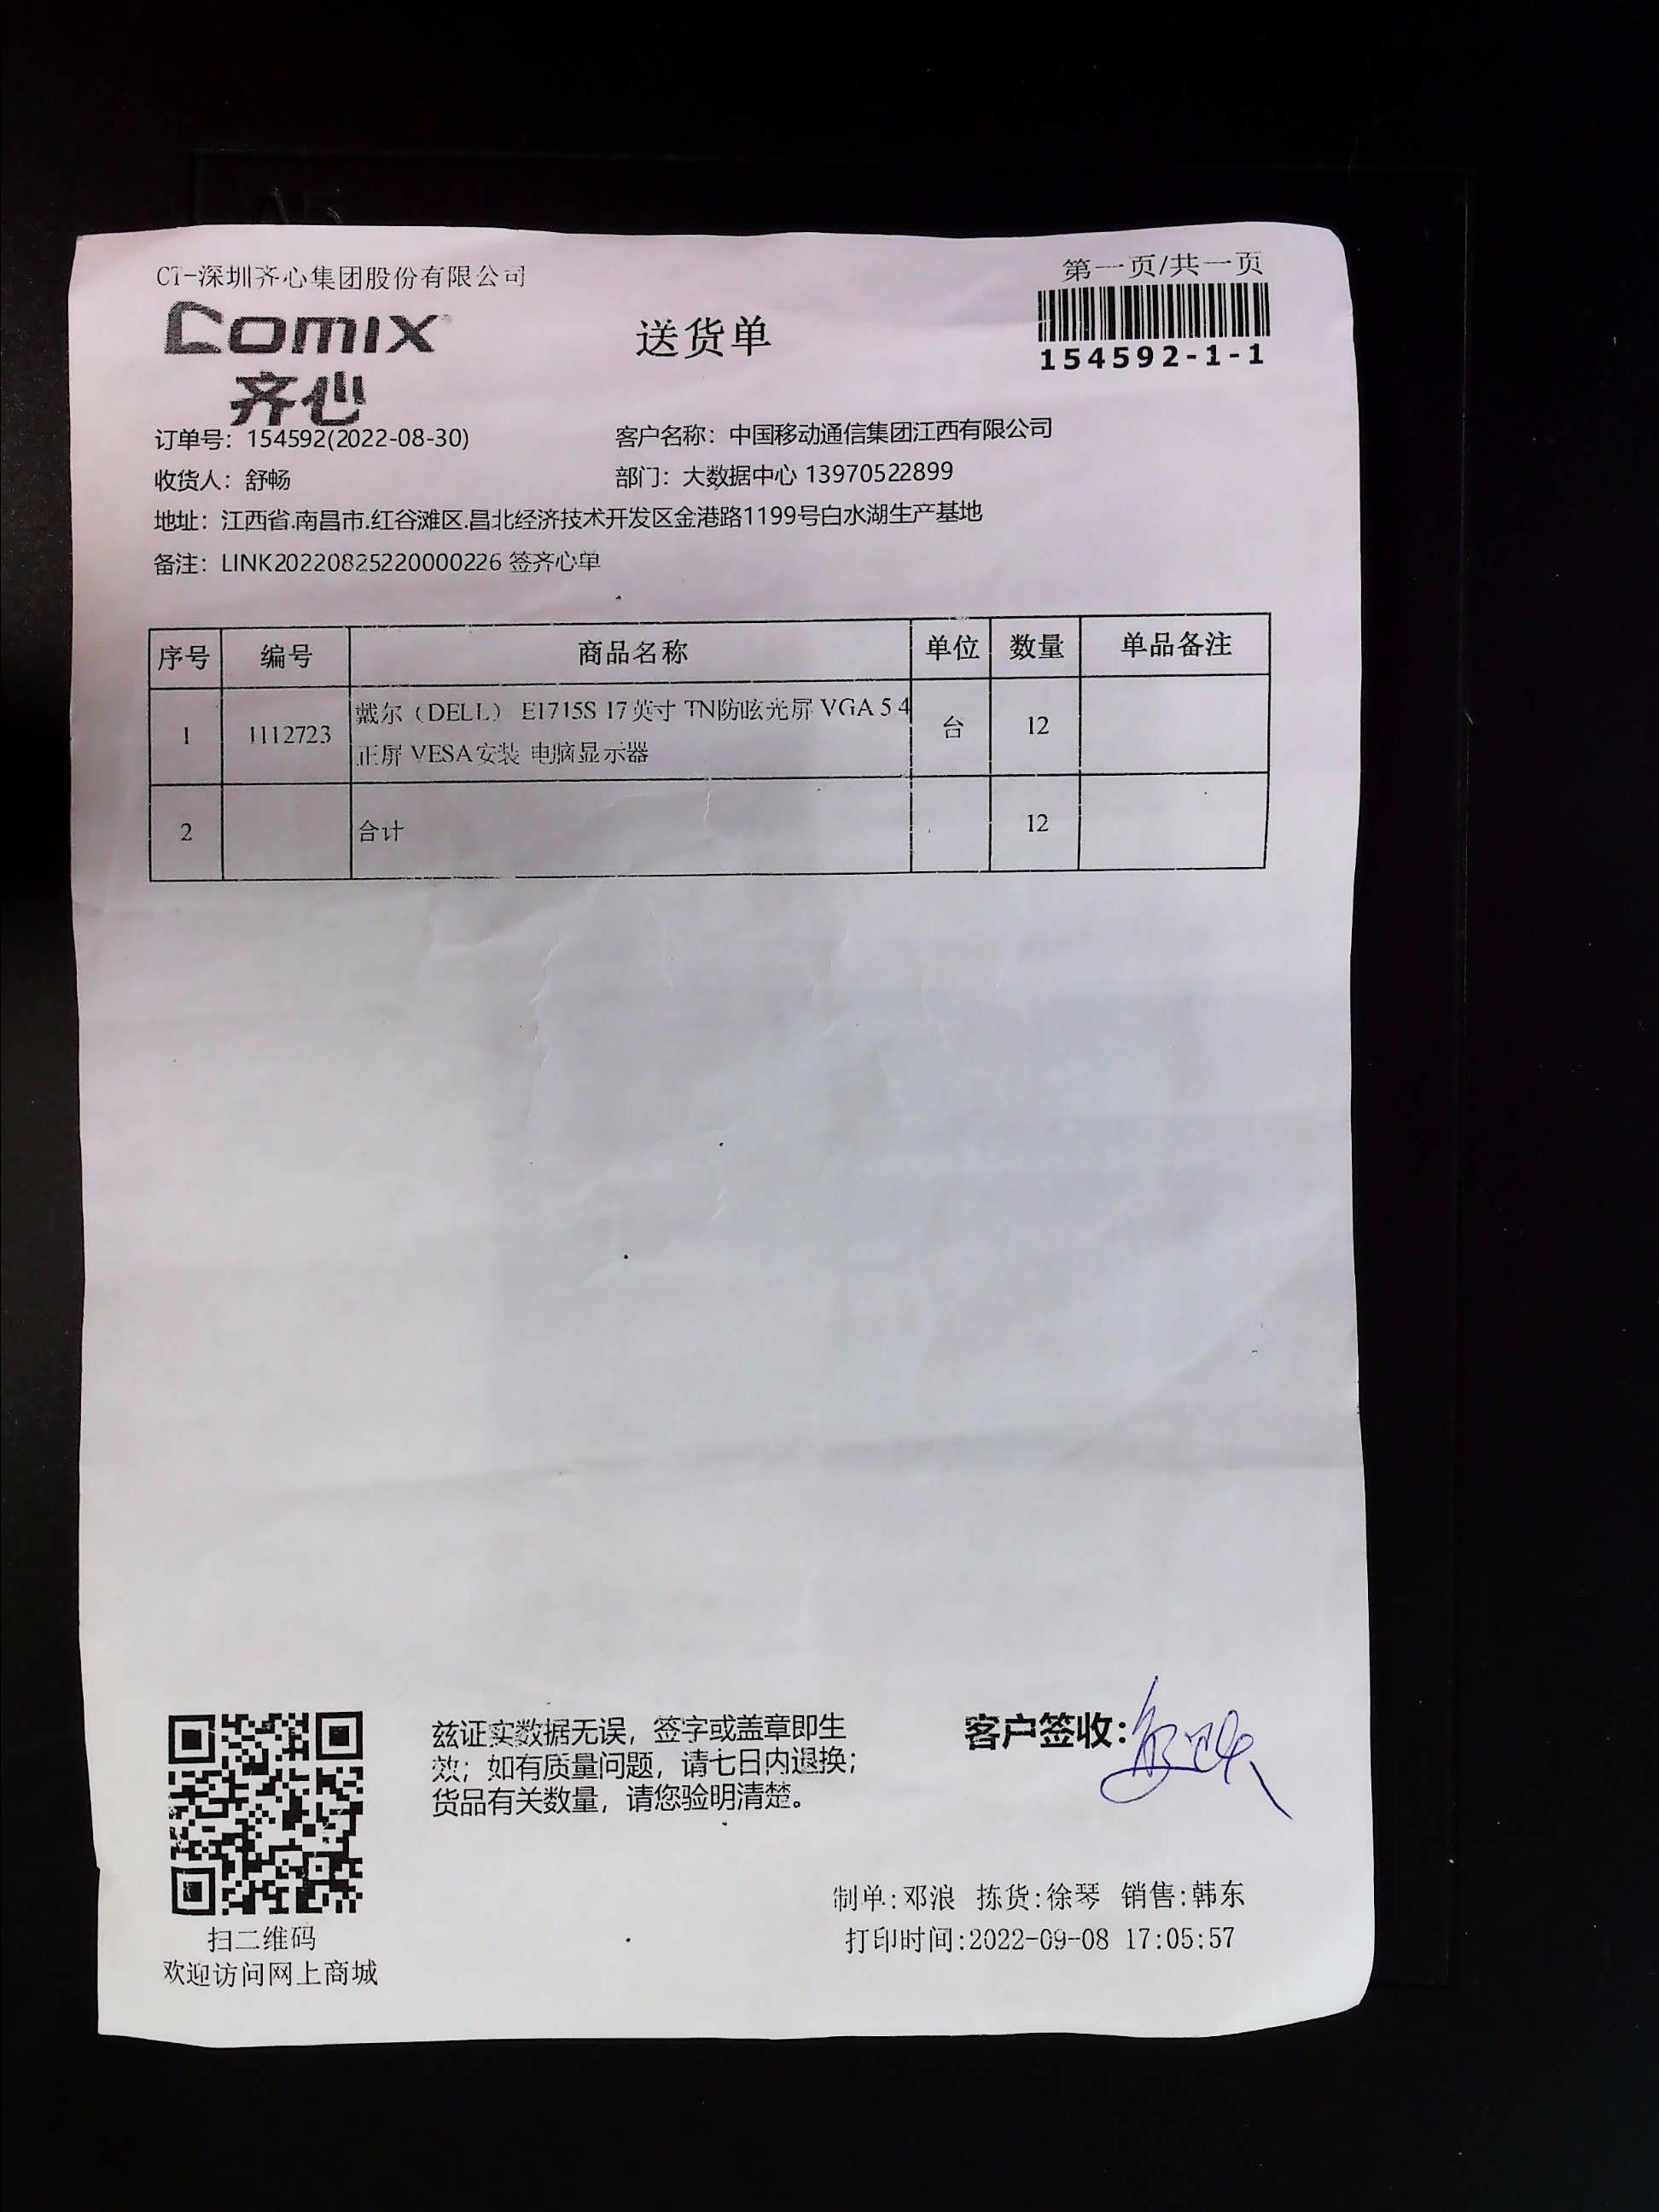 A5
CT-深圳齐心集团股份有限公司
第一页/共一页
COMIX
齐心
送货单
154592-1-1
订单号：154592(2022-08-30)
客户名称：中国移动通信集团江西有限公司
收货人：舒畅
部门：大数据中心 13970522899
地址：江西省.南昌市.红谷滩区.昌北经济技术开发区金港路1199号白水湖生产基地
备注：LINK20220825220000226 签齐心单
序号 编号 商品名称 单位 数量 单品备注
1 1112723 戴尔（DELL） E1715S 17英寸 TN防眩光屏 VGA 5 4 台 12
正屏 VESA安装 电脑显示器
2 合计 12
兹证实数据无误，签字或盖章即生
效；如有质量问题，请七日内退换；
货品有关数量，请您验明清楚。
客户签收：
扫二维码
欢迎访问网上商城
制单:邓浪 拣货:徐琴 销售:韩东
打印时间:2022-09-08 17:05:57